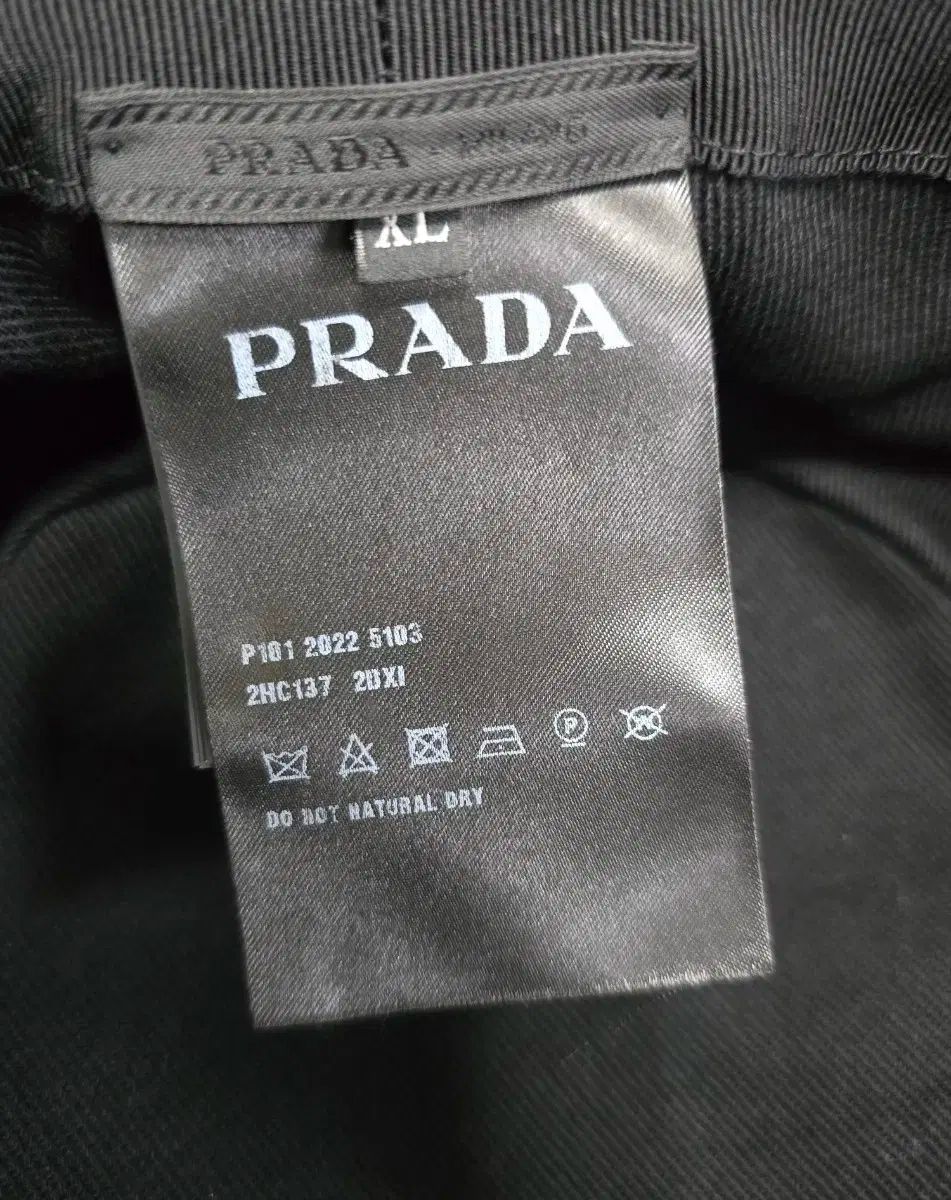 PRADA
XL
PRADA
P101 2022 5103
2HC137 2DXI
P
DO NOT NATURAL DRY